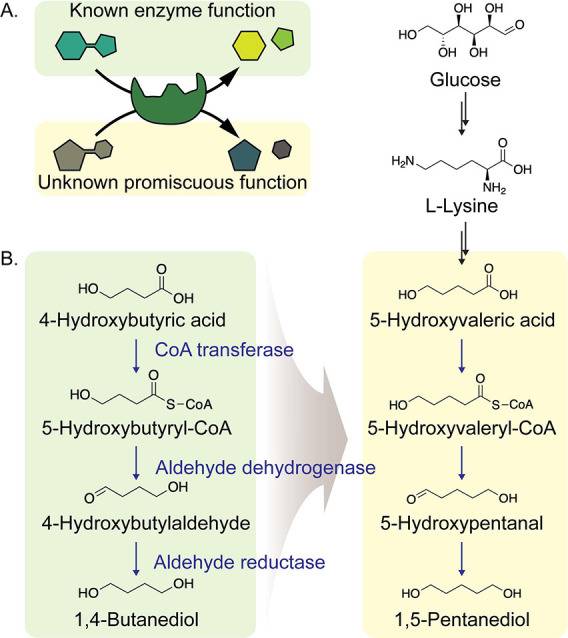 A.
Known enzyme function
Unknown promiscuous function
HO
OH
OH
OH
OH
O
Glucose
H₂N
O
OH
NH₂
L-Lysine
B.
HO
O
OH
4-Hydroxybutyric acid
CoA transferase
HO
O
S–CoA
5-Hydroxybutyryl-CoA
Aldehyde dehydrogenase
O
OH
4-Hydroxybutylaldehyde
Aldehyde reductase
HO
OH
1,4-Butanediol
HO
O
OH
5-Hydroxyvaleric acid
HO
O
S–CoA
5-Hydroxyvaleryl-CoA
O
OH
5-Hydroxypentanal
HO
OH
1,5-Pentanediol